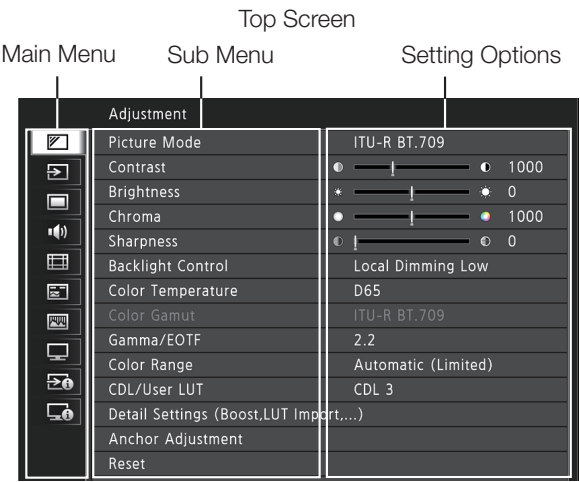 Top Screen
Main Menu Sub Menu Setting Options
Adjustment
Picture Mode ITU-R BT.709
Contrast 1000
Brightness 0
Chroma 1000
Sharpness 0
Backlight Control Local Dimming Low
Color Temperature D65
Color Gamut ITU-R BT.709
Gamma/EOTF 2.2
Color Range Automatic (Limited)
CDL/User LUT CDL 3
Detail Settings (Boost,LUT Import,...)
Anchor Adjustment
Reset